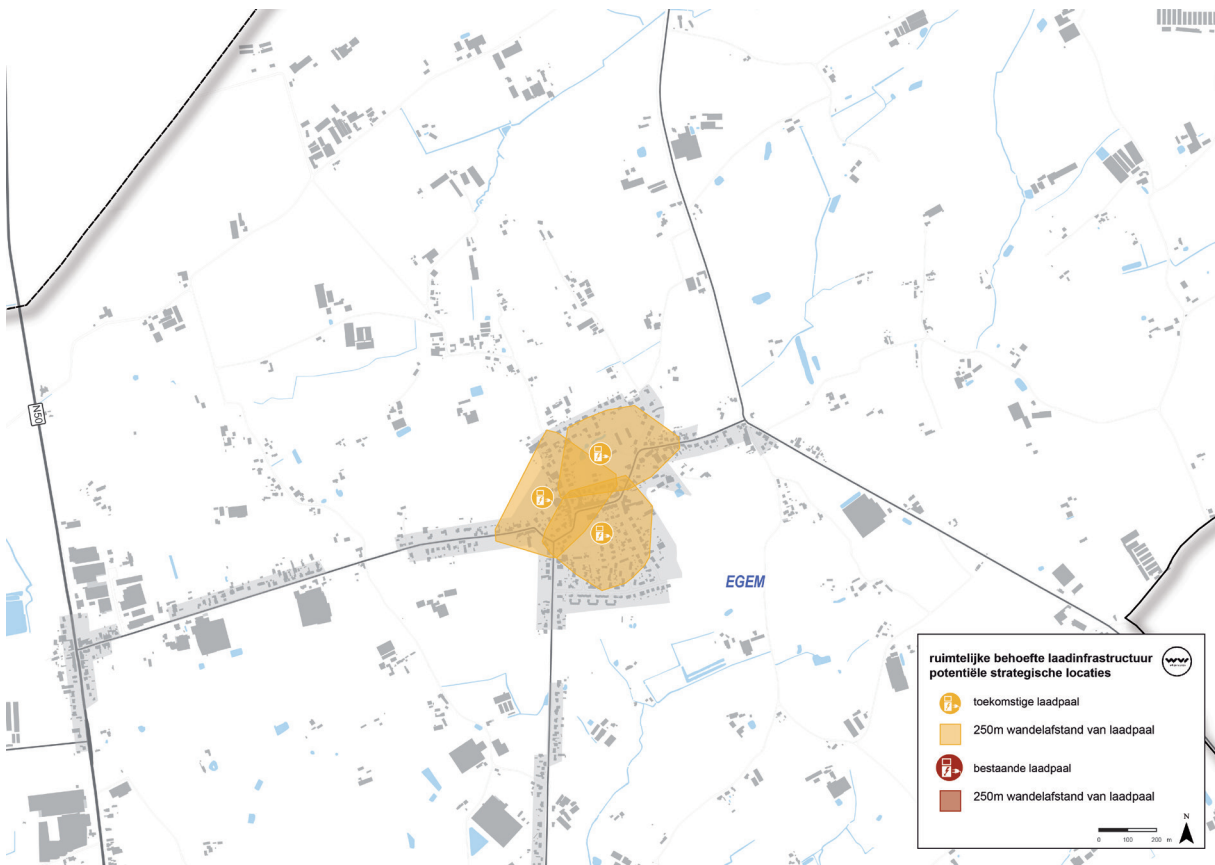 N50
EGEM
ruimtelijke behoefte laadinfrastructuur
potentiële strategische locaties
toekomstige laadpaal
250m wandelafstand van laadpaal
bestaande laadpaal
250m wandelafstand van laadpaal
N
0 100 200 m